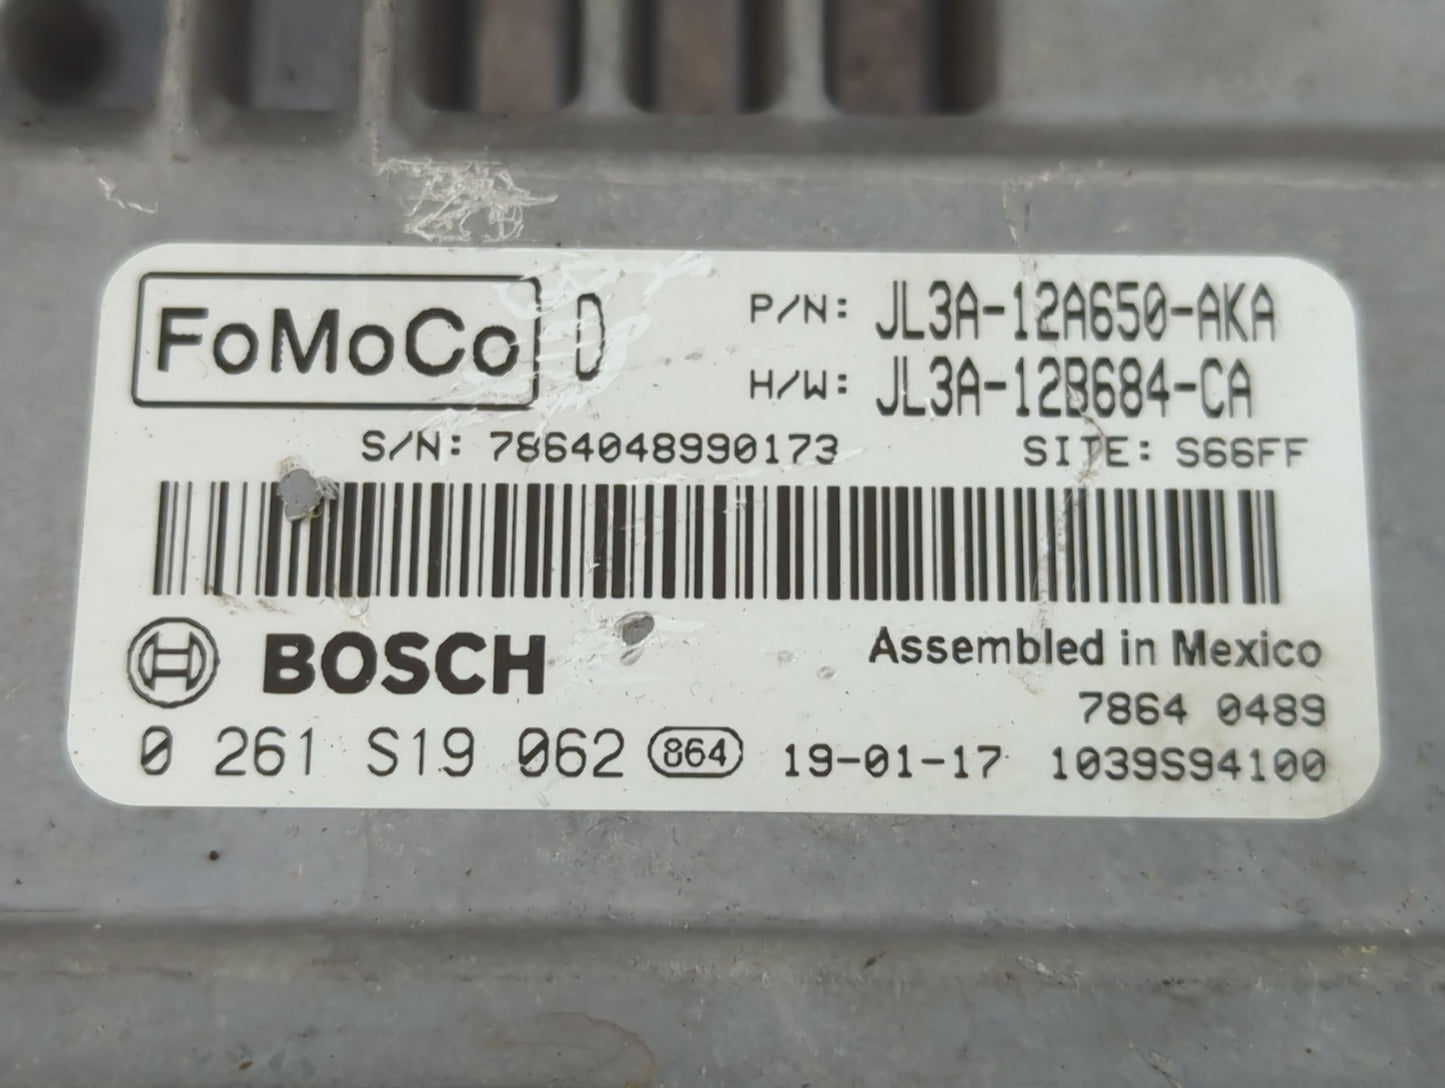 FoMoCo D P/N: JL3A-12A650-AKA
H/W: JL3A-12B684-CA
S/N: 7864048990173 SITE: S66FF
BOSCH Assembled in Mexico
7864 0489
0 261 S19 062 864 19-01-17 1039S94100